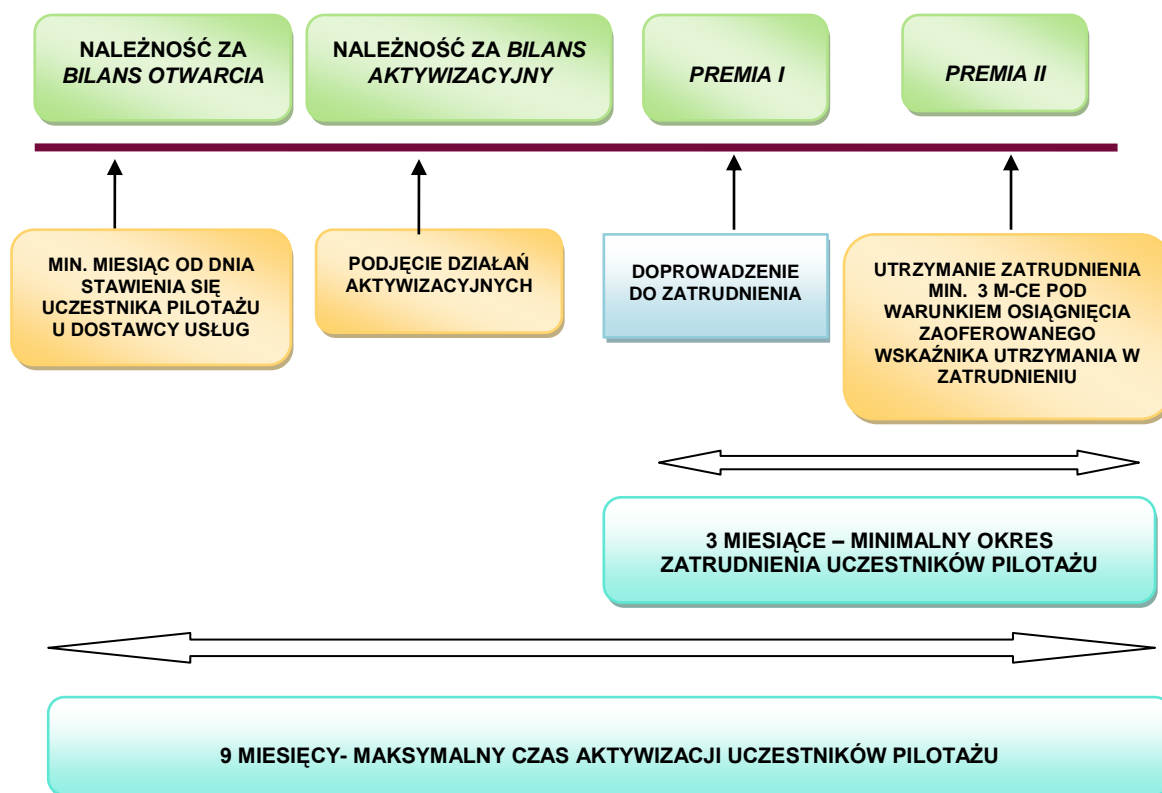 NALEŻNOŚĆ ZA
BILANS OTWARCIA
NALEŻNOŚĆ ZA BILANS
AKTYWIZACYJNY
PREMIA I
PREMIA II
MIN. MIESIĄC OD DNIA
STAWIENIA SIĘ
UCZESTNIKA PILOTAŻU
U DOSTAWCY USŁUG
PODJĘCIE DZIAŁAŃ
AKTYWIZACYJNYCH
DOPROWADZENIE
DO ZATRUDNIENIA
UTRZYMANIE ZATRUDNIENIA
MIN. 3 M-CE POD
WARUNKIEM OSIĄGNIĘCIA
ZAOFEROWANEGO
WSKAŹNIKA UTRZYMANIA W
ZATRUDNIENIU
3 MIESIĄCE – MINIMALNY OKRES
ZATRUDNIENIA UCZESTNIKÓW PILOTAŻU
9 MIESIĘCY- MAKSYMALNY CZAS AKTYWIZACJI UCZESTNIKÓW PILOTAŻU